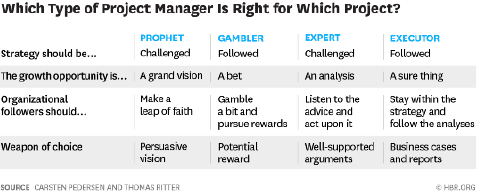 Which Type of Project Manager Is Right for Which Project?
PROPHET GAMBLER EXPERT EXECUTOR
Strategy should be... Challenged Followed Challenged Followed
The growth opportunity is... A grand vision A bet An analysis A sure thing
Organizational Make a Gamble Listen to the Stay within the
followers should... leap of faith a bit and advice and strategy and
pursue rewards act upon it follow the analyses
Weapon of choice Persuasive Potential Well-supported Business cases
vision reward arguments and reports
SOURCE CARSTEN PEDERSEN AND THOMAS RITTER © HBR.ORG